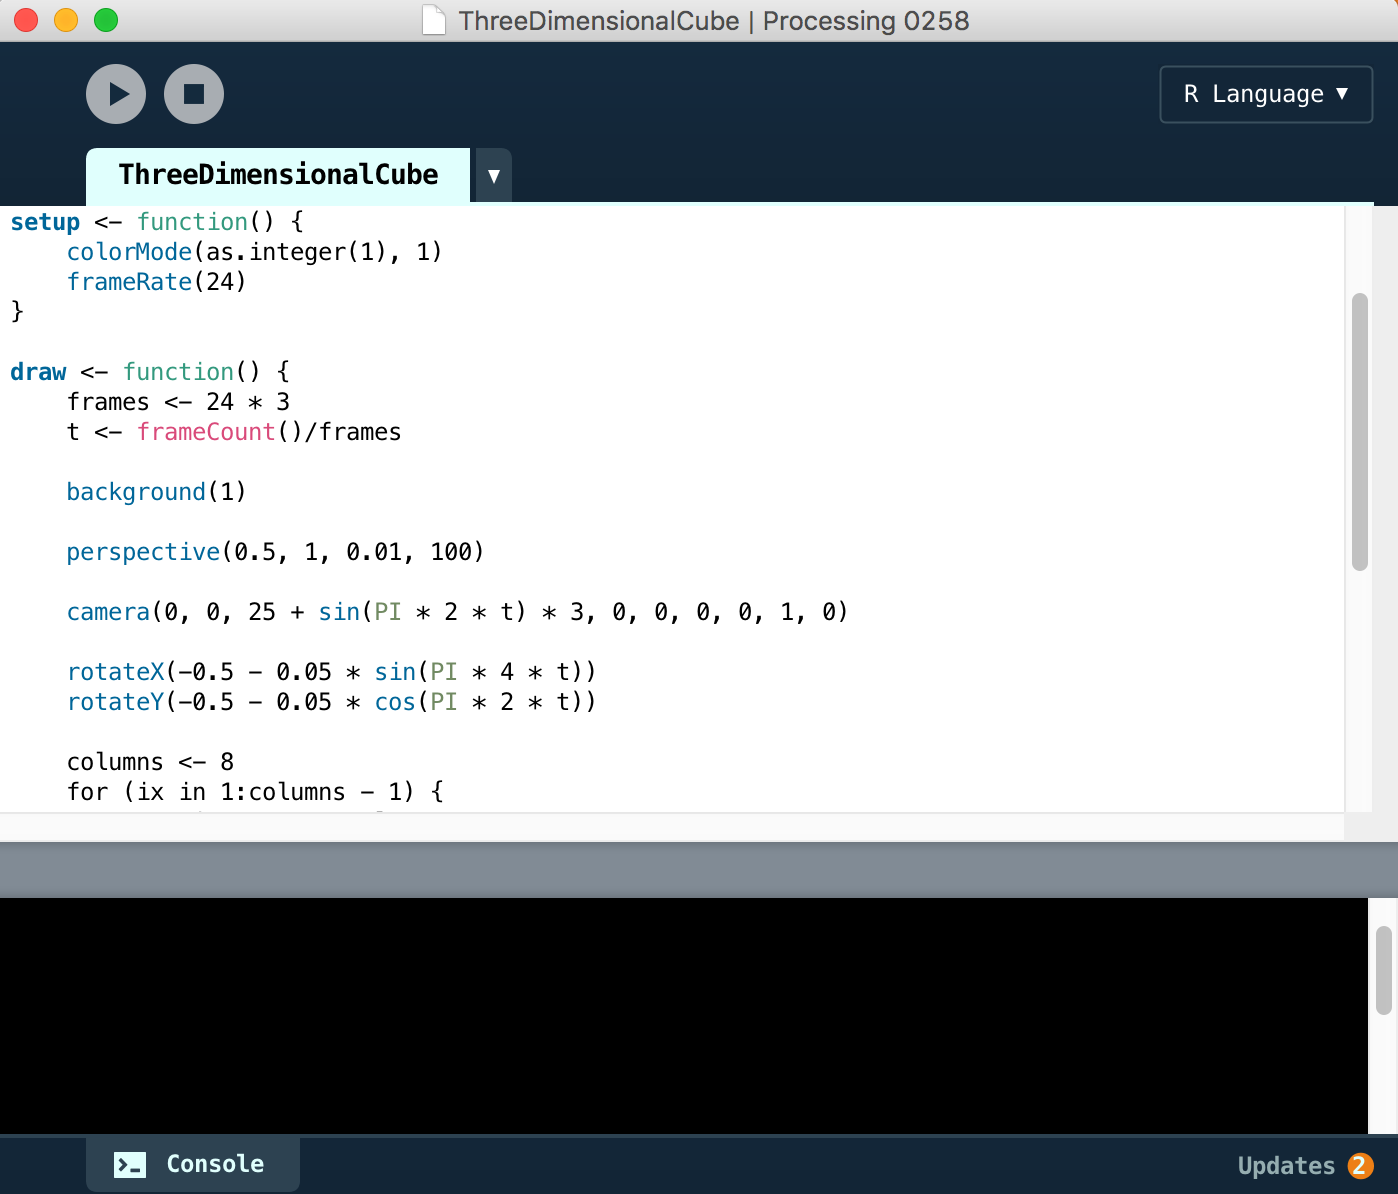 ThreeDimensionalCube | Processing 0258
R Language ▼
ThreeDimensionalCube ▼
setup <- function() {
    colorMode(as.integer(1), 1)
    frameRate(24)
}
draw <- function() {
    frames <- 24 * 3
    t <- frameCount()/frames
    background(1)
    perspective(0.5, 1, 0.01, 100)
    camera(0, 0, 25 + sin(PI * 2 * t) * 3, 0, 0, 0, 0, 1, 0)
    rotateX(-0.5 - 0.05 * sin(PI * 4 * t))
    rotateY(-0.5 - 0.05 * cos(PI * 2 * t))
    columns <- 8
    for (ix in 1:columns - 1) {
>_ Console
Updates 2